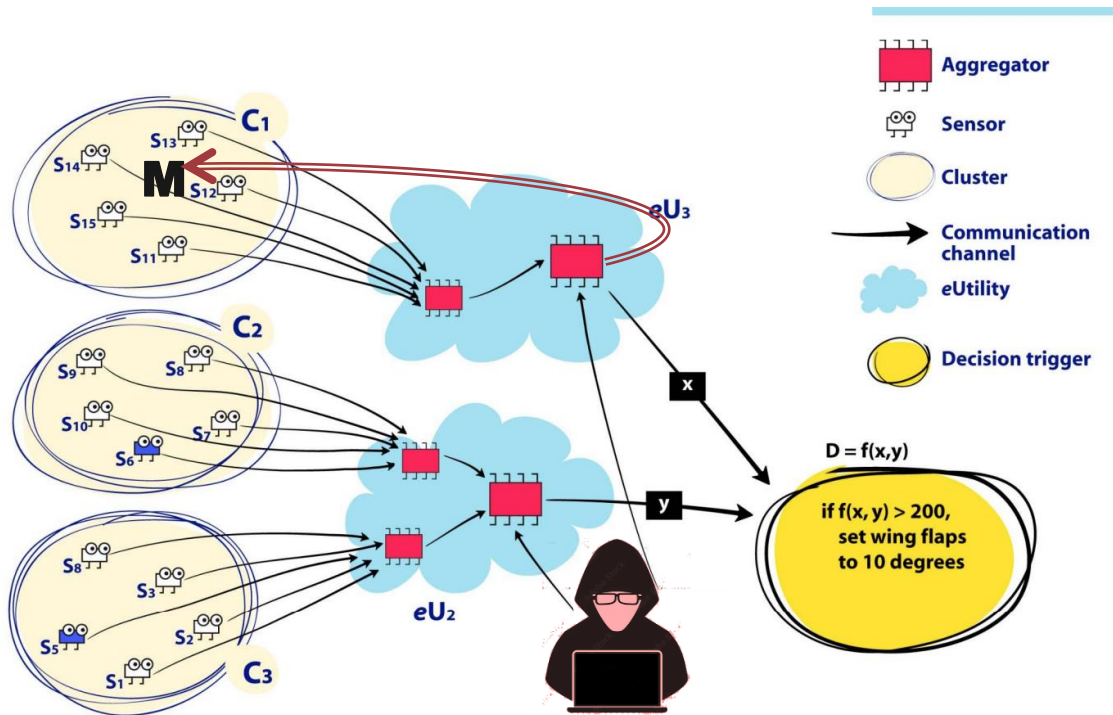 Aggregator
Sensor
Cluster
Communication
channel
eUtility
Decision trigger
C1
S13
S14
M
S12
S15
S11
eU3
C2
S9
S8
S10
S7
S6
x
D = f(x,y)
y
if f(x, y) > 200,
set wing flaps
to 10 degrees
S8
S3
S5
S2
S1
C3
eU2